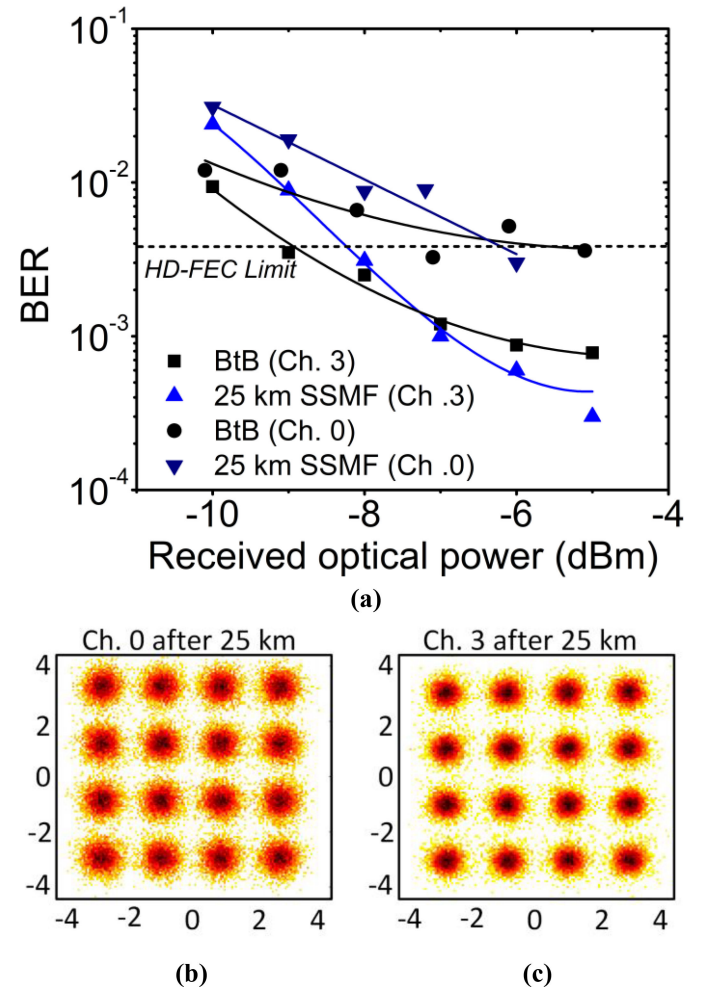 10⁻¹
10⁻²
10⁻³
10⁻⁴
BER
HD-FEC Limit
BtB (Ch. 3)
25 km SSMF (Ch .3)
BtB (Ch. 0)
25 km SSMF (Ch .0)
-10 -8 -6 -4
Received optical power (dBm)
(a)
Ch. 0 after 25 km
4
2
0
-2
-4
-4 -2 0 2 4
(b)
Ch. 3 after 25 km
4
2
0
-2
-4
-4 -2 0 2 4
(c)